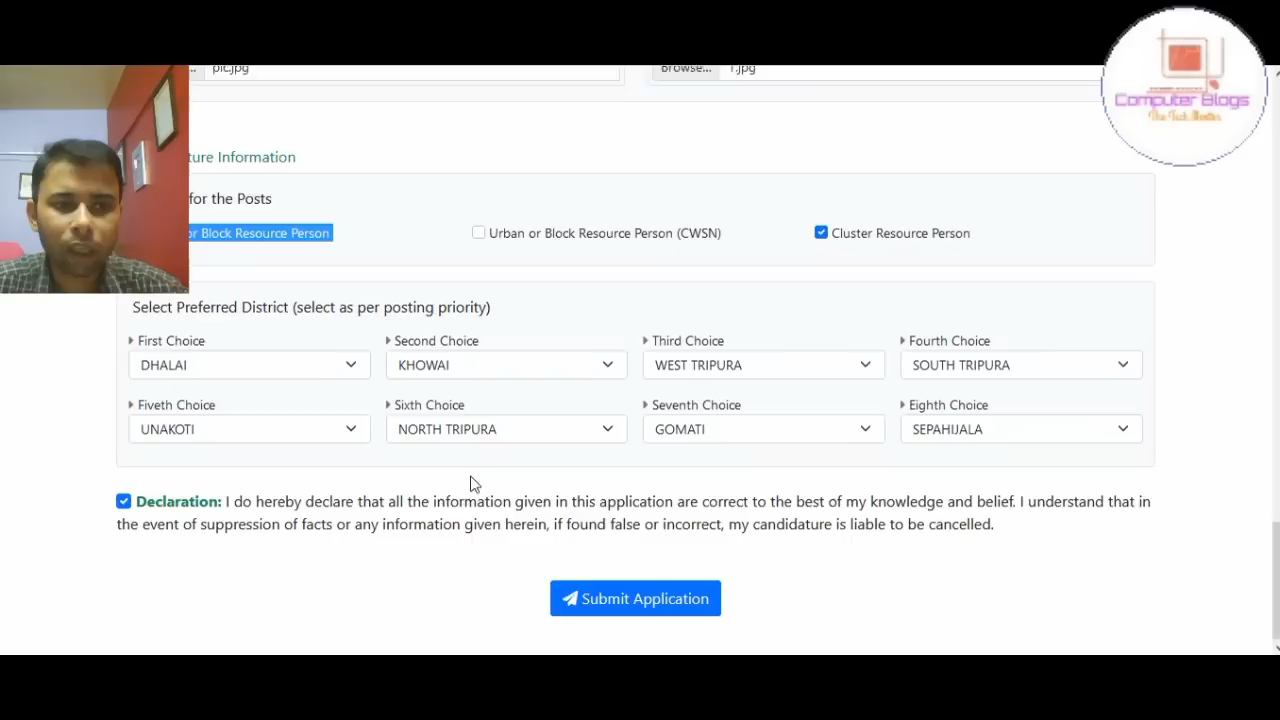 pic.jpg
Browse... 1.jpg
Computer Blogs
The Tech Mentor
ture Information
for the Posts
or Block Resource Person
Urban or Block Resource Person (CWSN)
Cluster Resource Person
Select Preferred District (select as per posting priority)
First Choice
Second Choice
Third Choice
Fourth Choice
DHALAI
KHOWAI
WEST TRIPURA
SOUTH TRIPURA
Fiveth Choice
Sixth Choice
Seventh Choice
Eighth Choice
UNAKOTI
NORTH TRIPURA
GOMATI
SEPAHIJALA
Declaration: I do hereby declare that all the information given in this application are correct to the best of my knowledge and belief. I understand that in
the event of suppression of facts or any information given herein, if found false or incorrect, my candidature is liable to be cancelled.
Submit Application